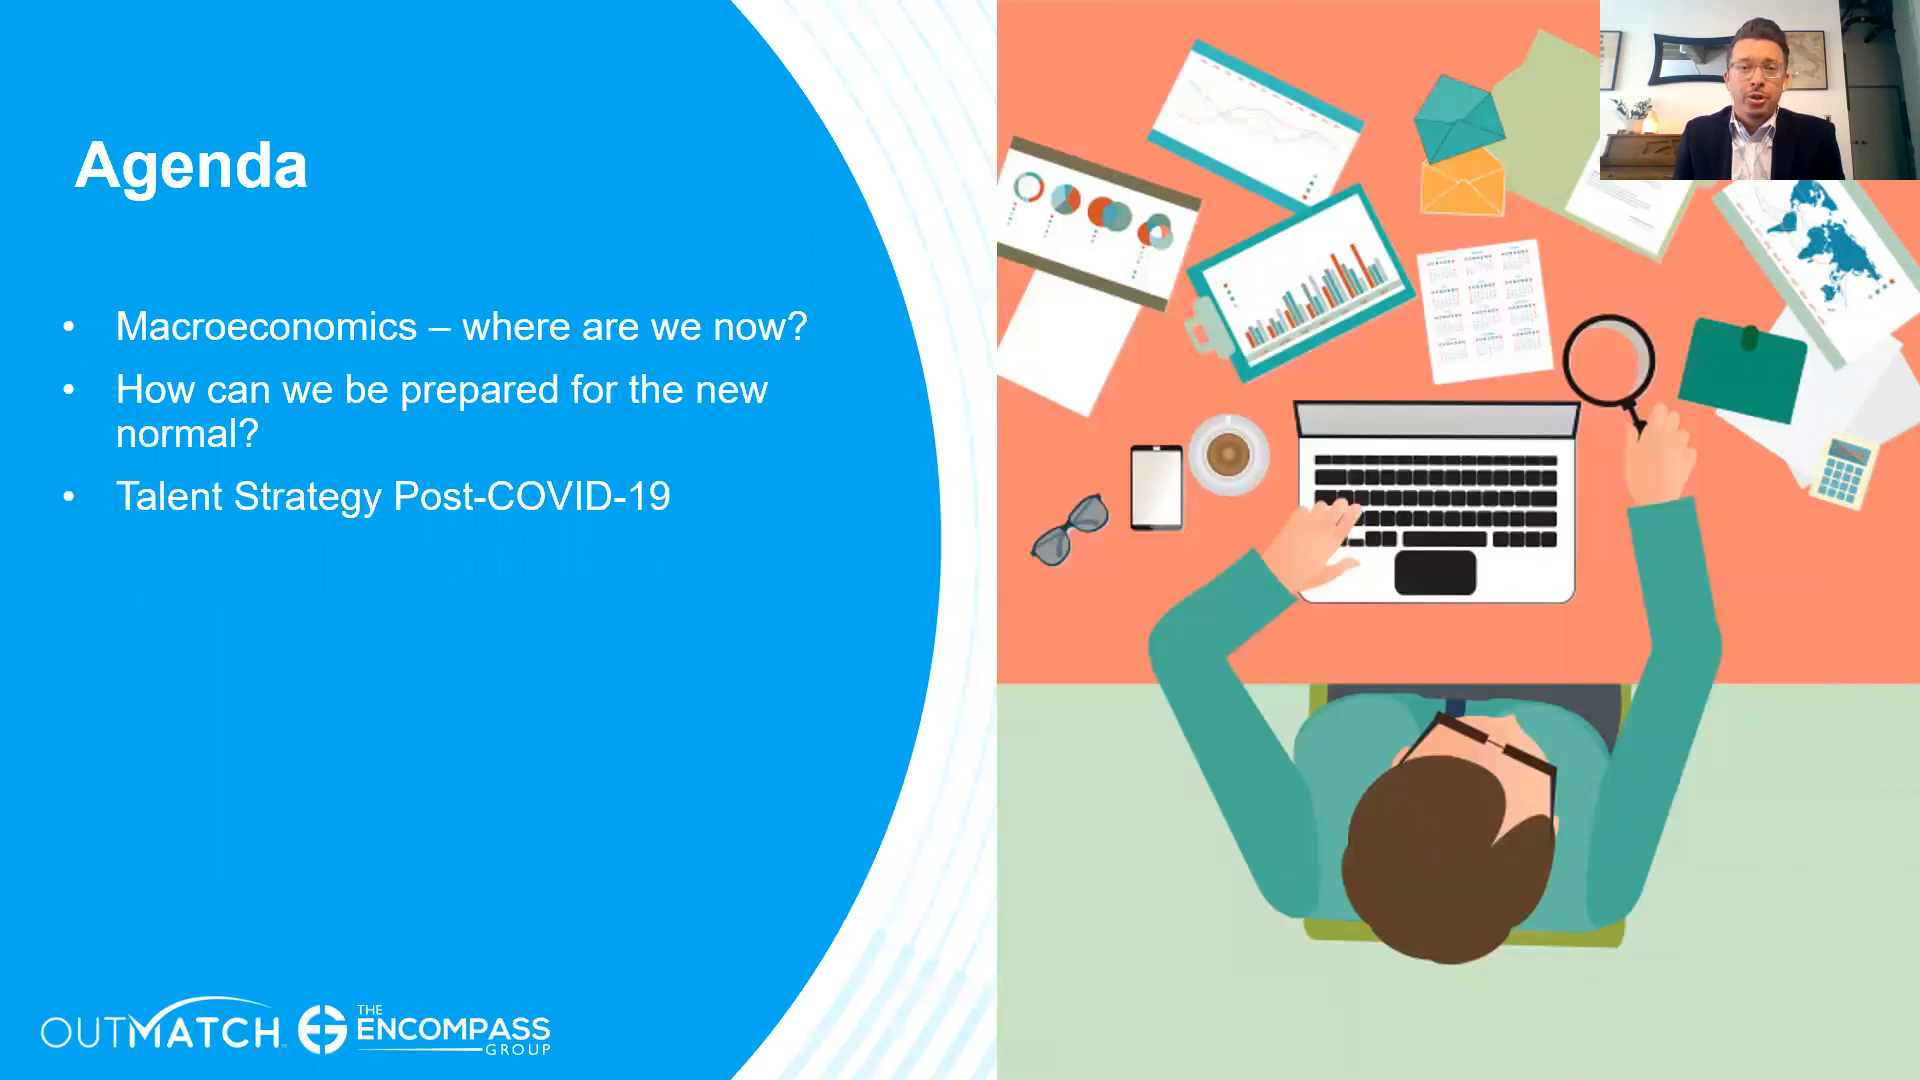 Agenda
• Macroeconomics – where are we now?
• How can we be prepared for the new
normal?
• Talent Strategy Post-COVID-19
OUTMATCH
THE
ENCOMPASS
GROUP